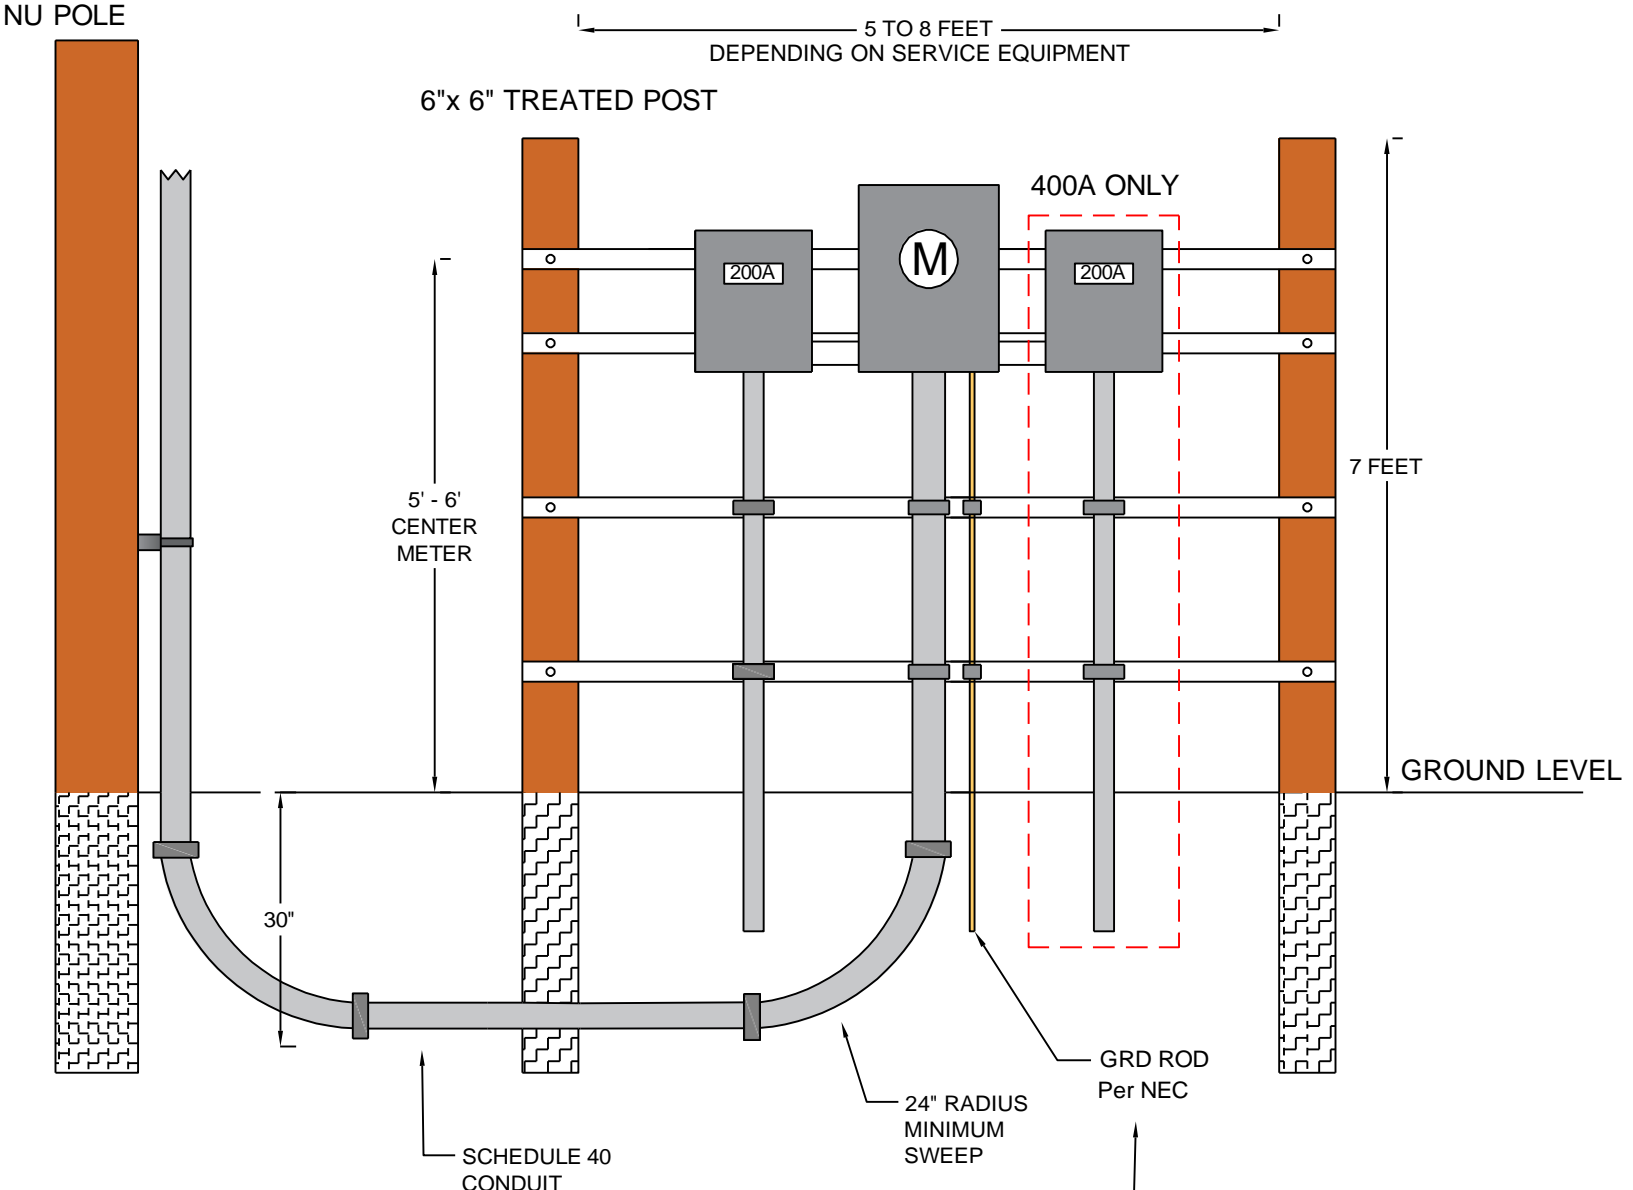 NU POLE
5 TO 8 FEET
DEPENDING ON SERVICE EQUIPMENT
6"x 6" TREATED POST
400A ONLY
200A
M
200A
7 FEET
5' - 6'
CENTER
METER
GROUND LEVEL
30"
GRD ROD
Per NEC
24" RADIUS
MINIMUM
SWEEP
SCHEDULE 40
CONDUIT